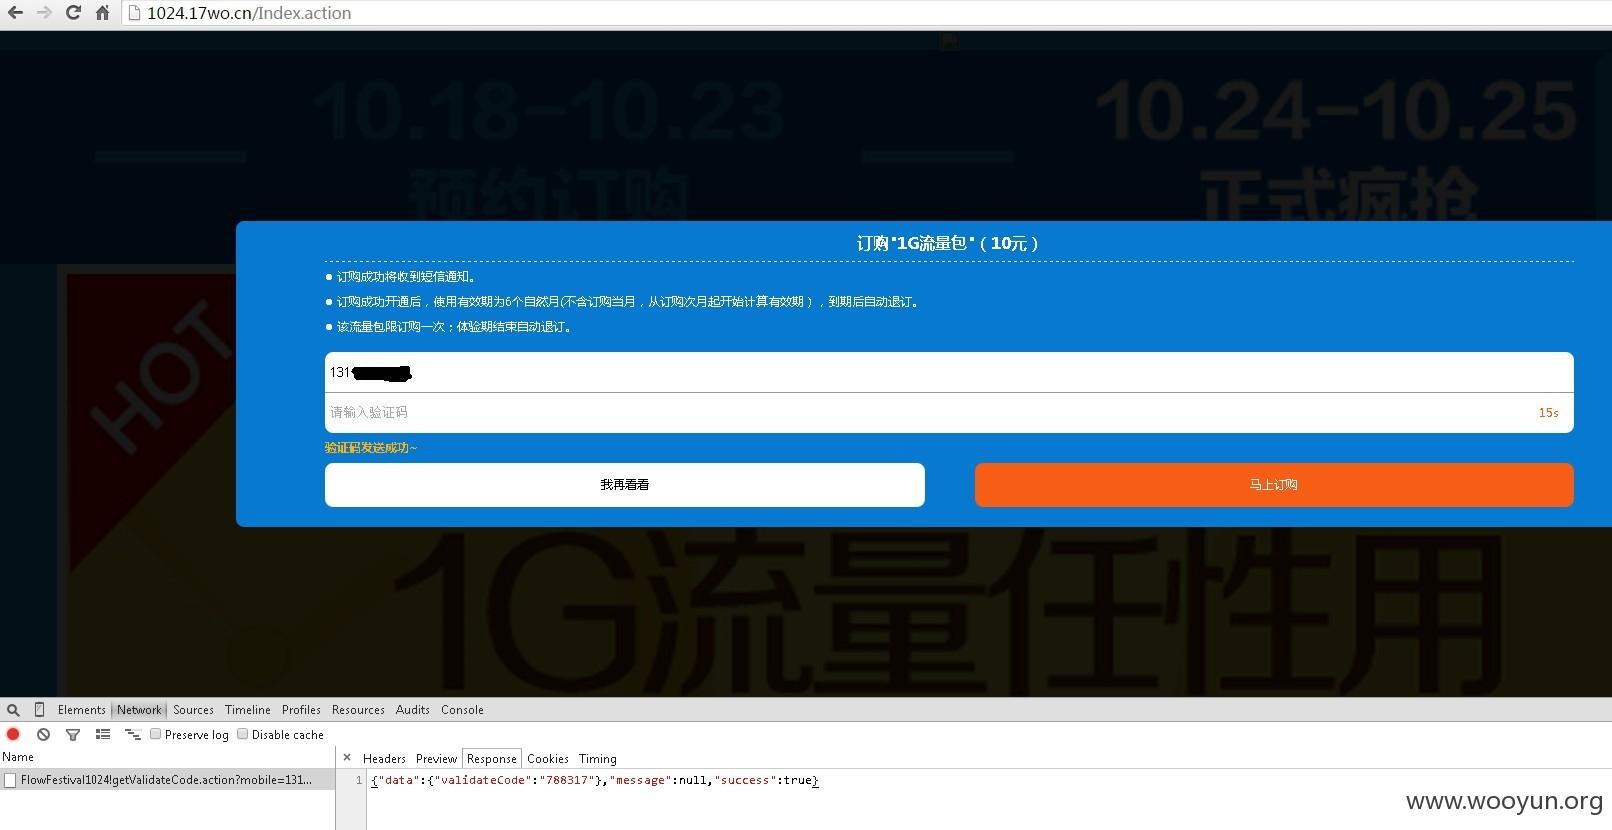 1024.17wo.cn/Index.action
10.18-10.23
10.24-10.25
预约订购
正式疯抢
HOT
订购"1G流量包"（10元）
● 订购成功将收到短信通知。
● 订购成功开通后，使用有效期为6个自然月(不含订购当月，从订购次月起开始计算有效期），到期后自动退订。
● 该流量包限订购一次；体验期结束自动退订。
131
请输入验证码
15s
验证码发送成功~
我再看看
马上订购
1G流量任性用
Elements Network Sources Timeline Profiles Resources Audits Console
Preserve log Disable cache
Name
× Headers Preview Response Cookies Timing
FlowFestival1024!getValidateCode.action?mobile=131...
1 {"data":{"validateCode":"788317"},"message":null,"success":true}
www.wooyun.org